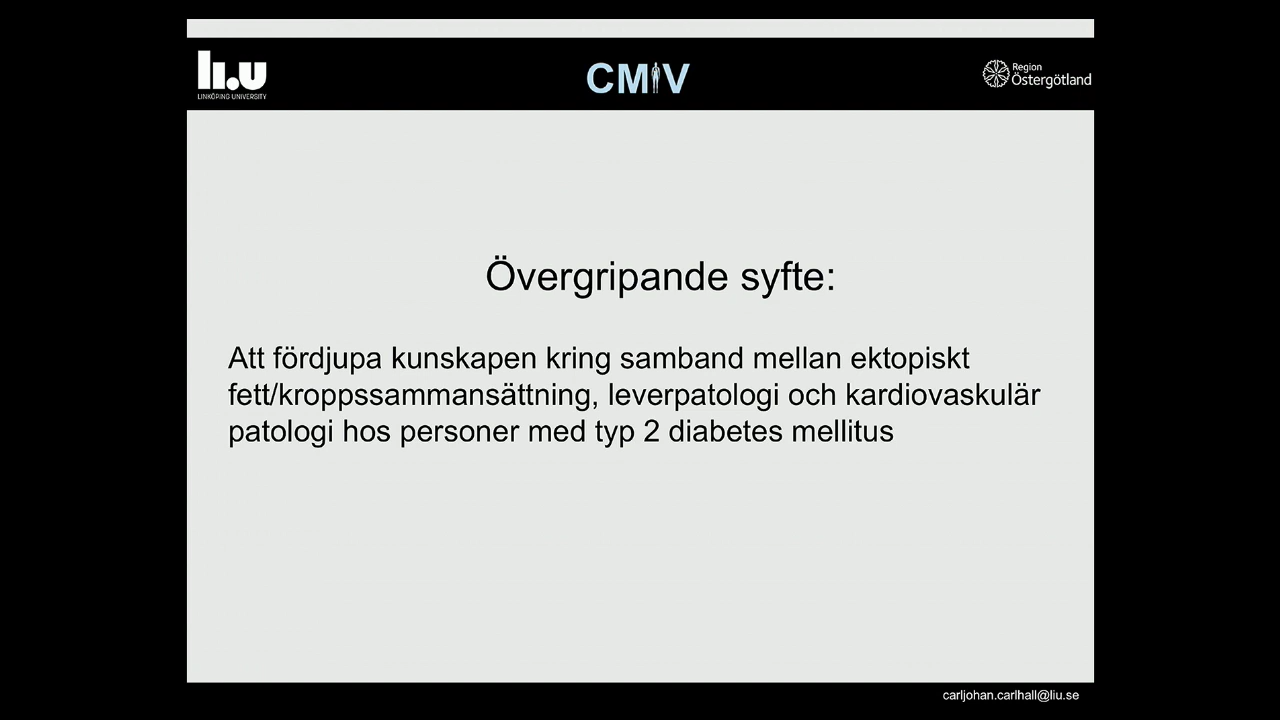 LiU
LINKÖPING UNIVERSITY
CMIV
Region
Östergötland
Övergripande syfte:
Att fördjupa kunskapen kring samband mellan ektopiskt
fett/kroppssammansättning, leverpatologi och kardiovaskulär
patologi hos personer med typ 2 diabetes mellitus
carljohan.carlhall@liu.se